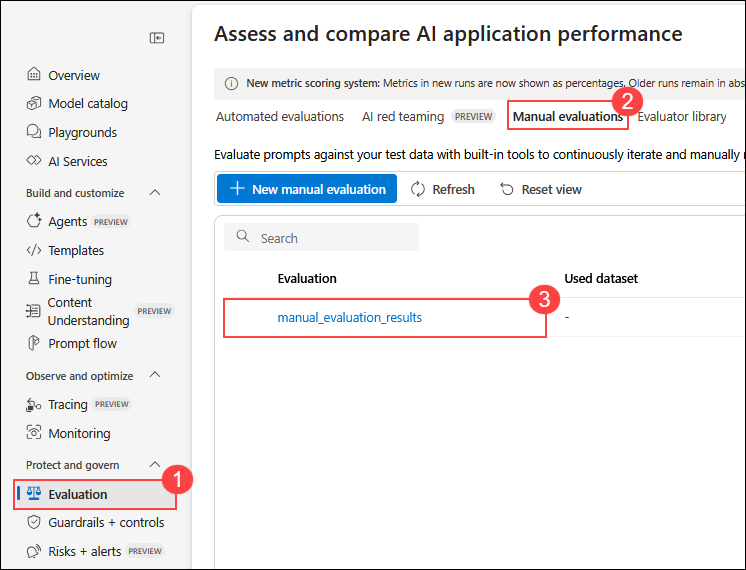 Assess and compare AI application performance
Overview
Model catalog
Playgrounds
AI Services
Build and customize
Agents PREVIEW
Templates
Fine-tuning
Content
Understanding PREVIEW
Prompt flow
Observe and optimize
Tracing PREVIEW
Monitoring
Protect and govern
1
Evaluation
Guardrails + controls
Risks + alerts PREVIEW
New metric scoring system: Metrics in new runs are now shown as percentages. Older runs remain in abs
2
Automated evaluations AI red teaming PREVIEW Manual evaluations Evaluator library
Evaluate prompts against your test data with built-in tools to continuously iterate and manually
New manual evaluation Refresh Reset view
Search
Evaluation Used dataset
3
manual_evaluation_results -